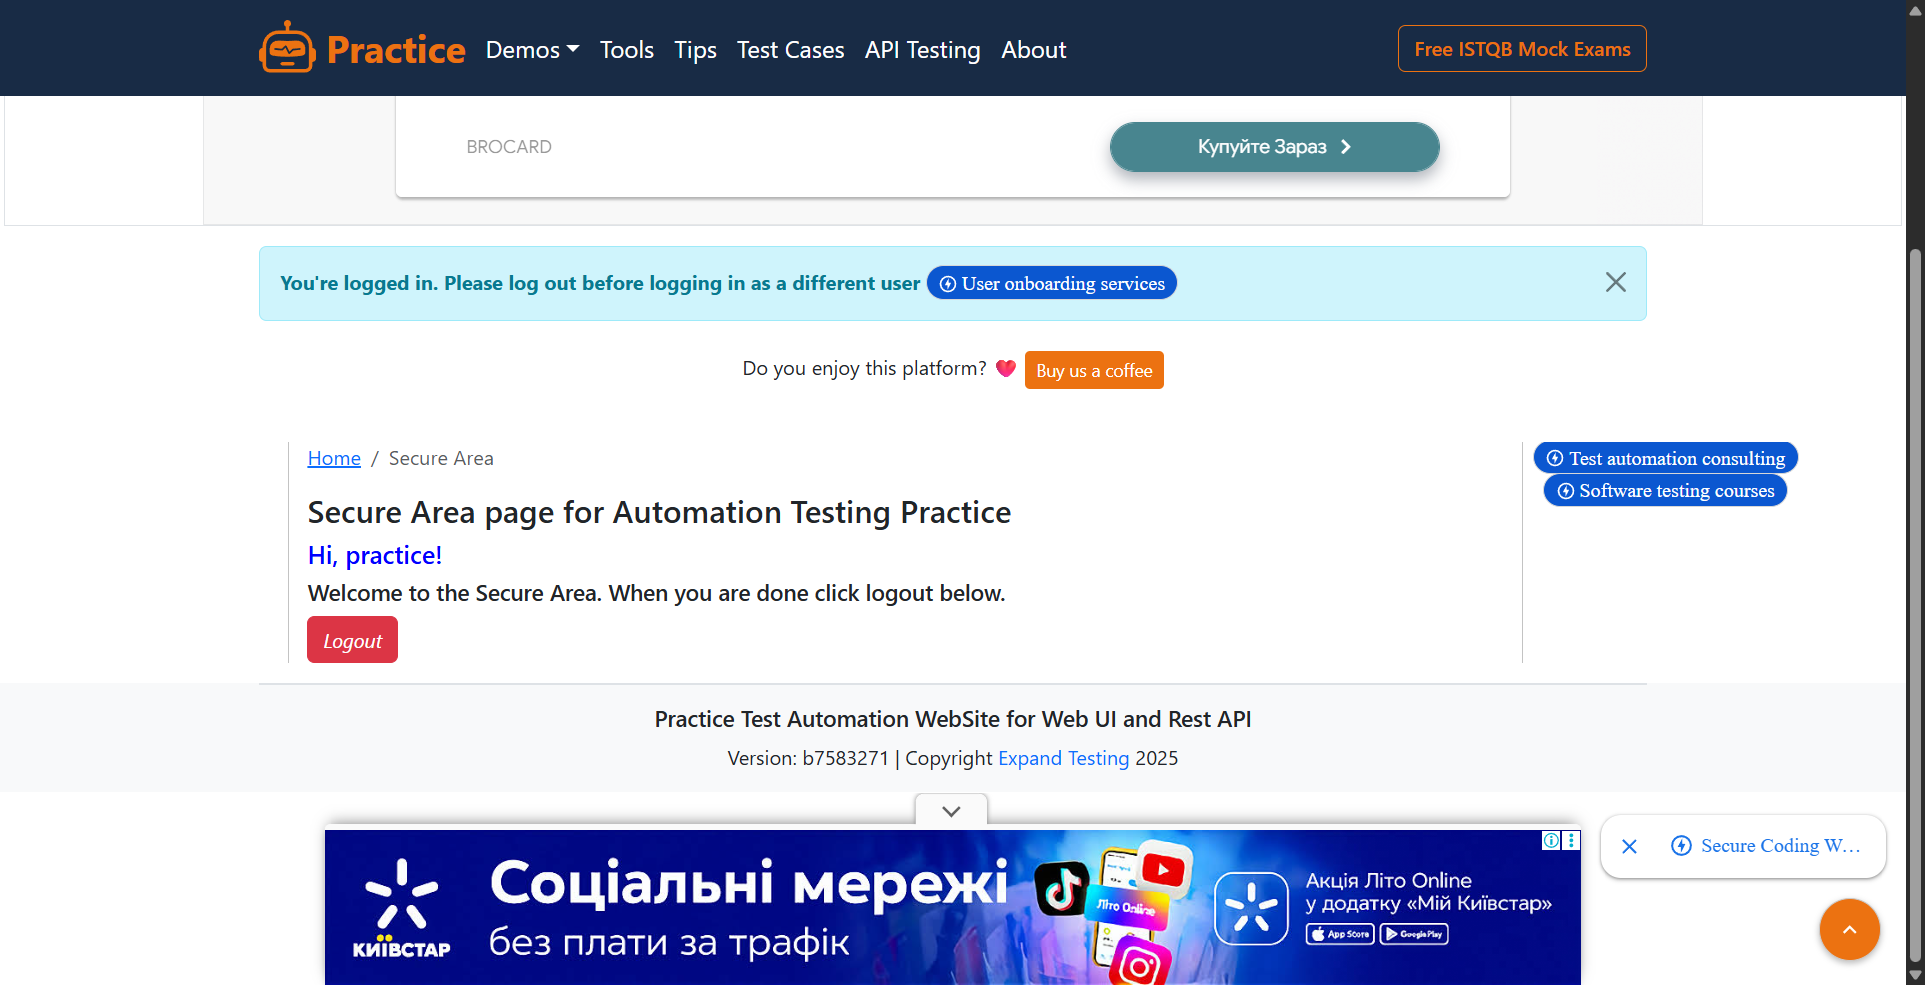 Practice Demos Tools Tips Test Cases API Testing About Free ISTQB Mock Exams
BROCARD Купуйте Зараз
You're logged in. Please log out before logging in as a different user User onboarding services
Do you enjoy this platform? Buy us a coffee
Home / Secure Area
Test automation consulting
Software testing courses
Secure Area page for Automation Testing Practice
Hi, practice!
Welcome to the Secure Area. When you are done click logout below.
Logout
Practice Test Automation WebSite for Web UI and Rest API
Version: b7583271 | Copyright Expand Testing 2025
КИЇВСТАР
Соціальні мережі
без плати за трафік
Літо Online
Акція Літо Online
у додатку «Мій Київстар»
App Store Google Play
Secure Coding W...